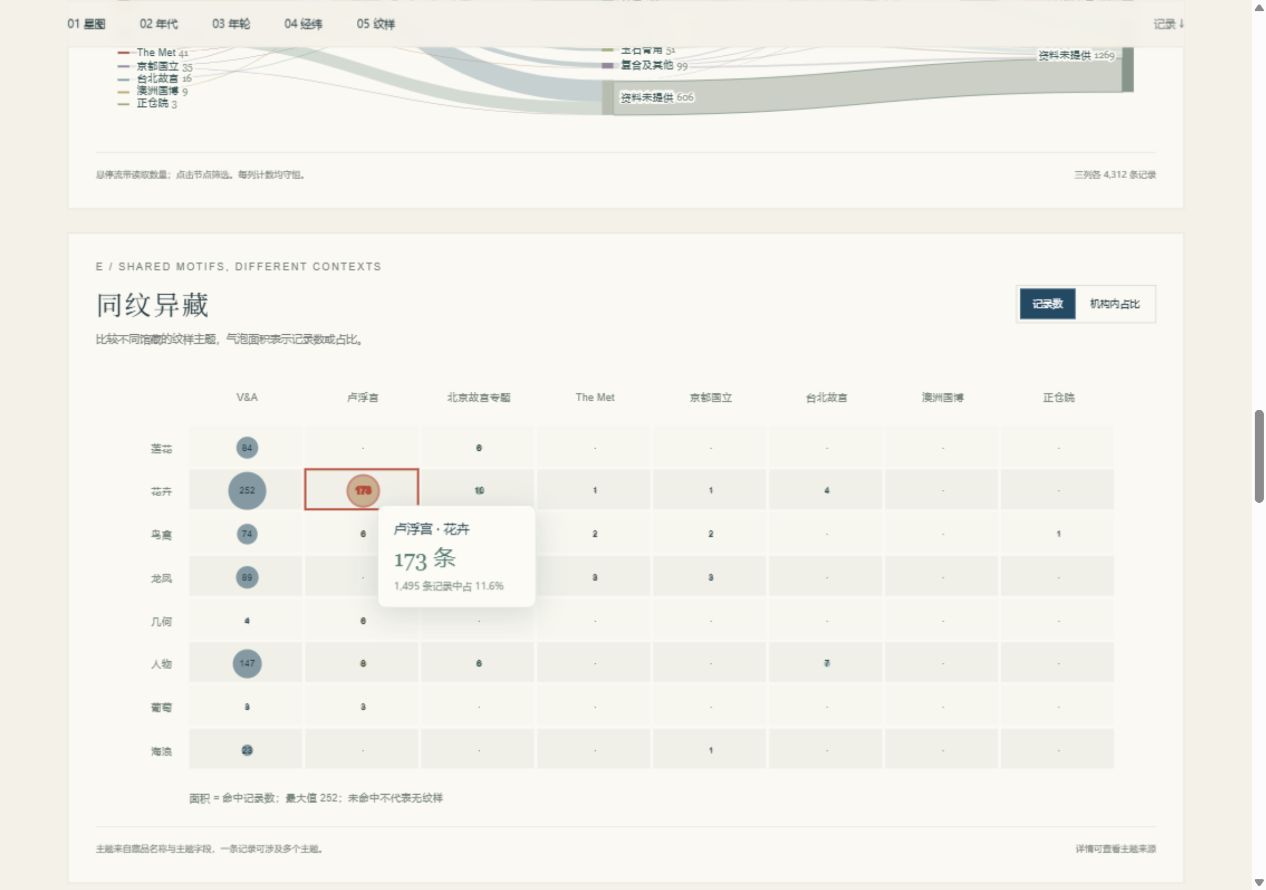 01 星图 02 年代 03 年轮 04 经纬 05 纹样 记录 ↓
The Met 41
京都国立 35
台北故宫 16
澳洲国博 9
正仓院 3
玉石膏角 51
复合及其他 99
资料未提供 606
资料未提供 1269
悬停流带读取数量；点击节点筛选。每列计数均守恒。
三列各 4,312 条记录
E / SHARED MOTIFS, DIFFERENT CONTEXTS
同纹异藏
记录数 机构内占比
比较不同馆藏的纹样主题，气泡面积表示记录数或占比。
V&A 卢浮宫 北京故宫专题 The Met 京都国立 台北故宫 澳洲国博 正仓院
莲花 84 · 6 · · · · ·
花卉 252 173 10 1 1 4 · ·
鸟禽 74 6 2 2 · · 1
龙凤 89 · 3 3 · · ·
几何 4 6 · · · · · ·
人物 147 8 6 · · 7 · ·
葡萄 3 3 · · · · · ·
海浪 23 · · · 1 · · ·
卢浮宫 · 花卉
173 条
1,495 条记录中占 11.6%
面积 = 命中记录数；最大值 252；未命中不代表无纹样
主题来自藏品名称与主题字段，一条记录可涉及多个主题。
详情可查看主题来源